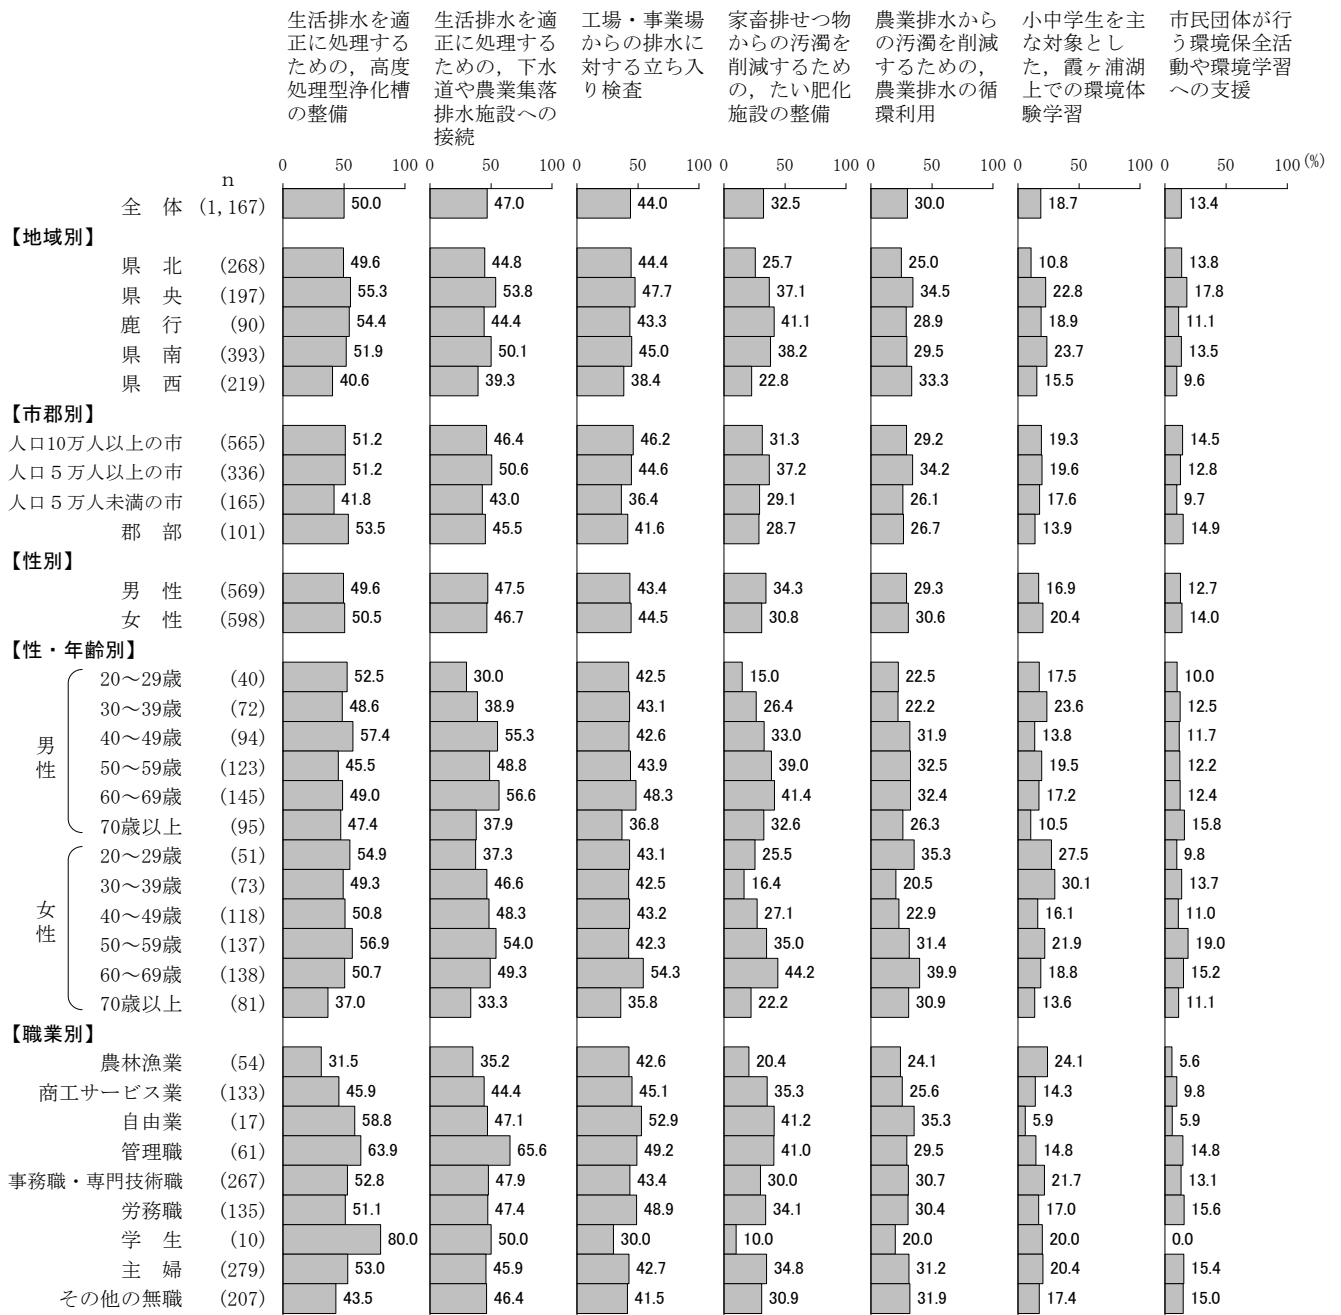 生活排水を適
正に処理する
ための，高度
処理型浄化槽
の整備
生活排水を適
正に処理する
ための，下水
道や農業集落
排水施設への
接続
工場・事業場
からの排水に
対する立ち入
り検査
家畜排せつ物
からの汚濁を
削減するため
の，たい肥化
施設の整備
農業排水から
の汚濁を削減
するための，
農業排水の循
環利用
小中学生を主
な対象とし
た，霞ヶ浦湖
上での環境体
験学習
市民団体が行
う環境保全活
動や環境学習
への支援
0 50 100 0 50 100 0 50 100 0 50 100 0 50 100 0 50 100 0 50 100 (%)
n
全 体 (1,167) 50.0 47.0 44.0 32.5 30.0 18.7 13.4
【地域別】
県 北 (268) 49.6 44.8 44.4 25.7 25.0 10.8 13.8
県 央 (197) 55.3 53.8 47.7 37.1 34.5 22.8 17.8
鹿 行 (90) 54.4 44.4 43.3 41.1 28.9 18.9 11.1
県 南 (393) 51.9 50.1 45.0 38.2 29.5 23.7 13.5
県 西 (219) 40.6 39.3 38.4 22.8 33.3 15.5 9.6
【市郡別】
人口10万人以上の市 (565) 51.2 46.4 46.2 31.3 29.2 19.3 14.5
人口５万人以上の市 (336) 51.2 50.6 44.6 37.2 34.2 19.6 12.8
人口５万人未満の市 (165) 41.8 43.0 36.4 29.1 26.1 17.6 9.7
郡 部 (101) 53.5 45.5 41.6 28.7 26.7 13.9 14.9
【性別】
男 性 (569) 49.6 47.5 43.4 34.3 29.3 16.9 12.7
女 性 (598) 50.5 46.7 44.5 30.8 30.6 20.4 14.0
【性・年齢別】
男性
20～29歳 (40) 52.5 30.0 42.5 15.0 22.5 17.5 10.0
30～39歳 (72) 48.6 38.9 43.1 26.4 22.2 23.6 12.5
40～49歳 (94) 57.4 55.3 42.6 33.0 31.9 13.8 11.7
50～59歳 (123) 45.5 48.8 43.9 39.0 32.5 19.5 12.2
60～69歳 (145) 49.0 56.6 48.3 41.4 32.4 17.2 12.4
70歳以上 (95) 47.4 37.9 36.8 32.6 26.3 10.5 15.8
女性
20～29歳 (51) 54.9 37.3 43.1 25.5 35.3 27.5 9.8
30～39歳 (73) 49.3 46.6 42.5 16.4 20.5 30.1 13.7
40～49歳 (118) 50.8 48.3 43.2 27.1 22.9 16.1 11.0
50～59歳 (137) 56.9 54.0 42.3 35.0 31.4 21.9 19.0
60～69歳 (138) 50.7 49.3 54.3 44.2 39.9 18.8 15.2
70歳以上 (81) 37.0 33.3 35.8 22.2 30.9 13.6 11.1
【職業別】
農林漁業 (54) 31.5 35.2 42.6 20.4 24.1 24.1 5.6
商工サービス業 (133) 45.9 44.4 45.1 35.3 25.6 14.3 9.8
自由業 (17) 58.8 47.1 52.9 41.2 35.3 5.9 5.9
管理職 (61) 63.9 65.6 49.2 41.0 29.5 14.8 14.8
事務職・専門技術職 (267) 52.8 47.9 43.4 30.0 30.7 21.7 13.1
労務職 (135) 51.1 47.4 48.9 34.1 30.4 17.0 15.6
学 生 (10) 80.0 50.0 30.0 10.0 20.0 20.0 0.0
主 婦 (279) 53.0 45.9 42.7 34.8 31.2 20.4 15.4
その他の無職 (207) 43.5 46.4 41.5 30.9 31.9 17.4 15.0